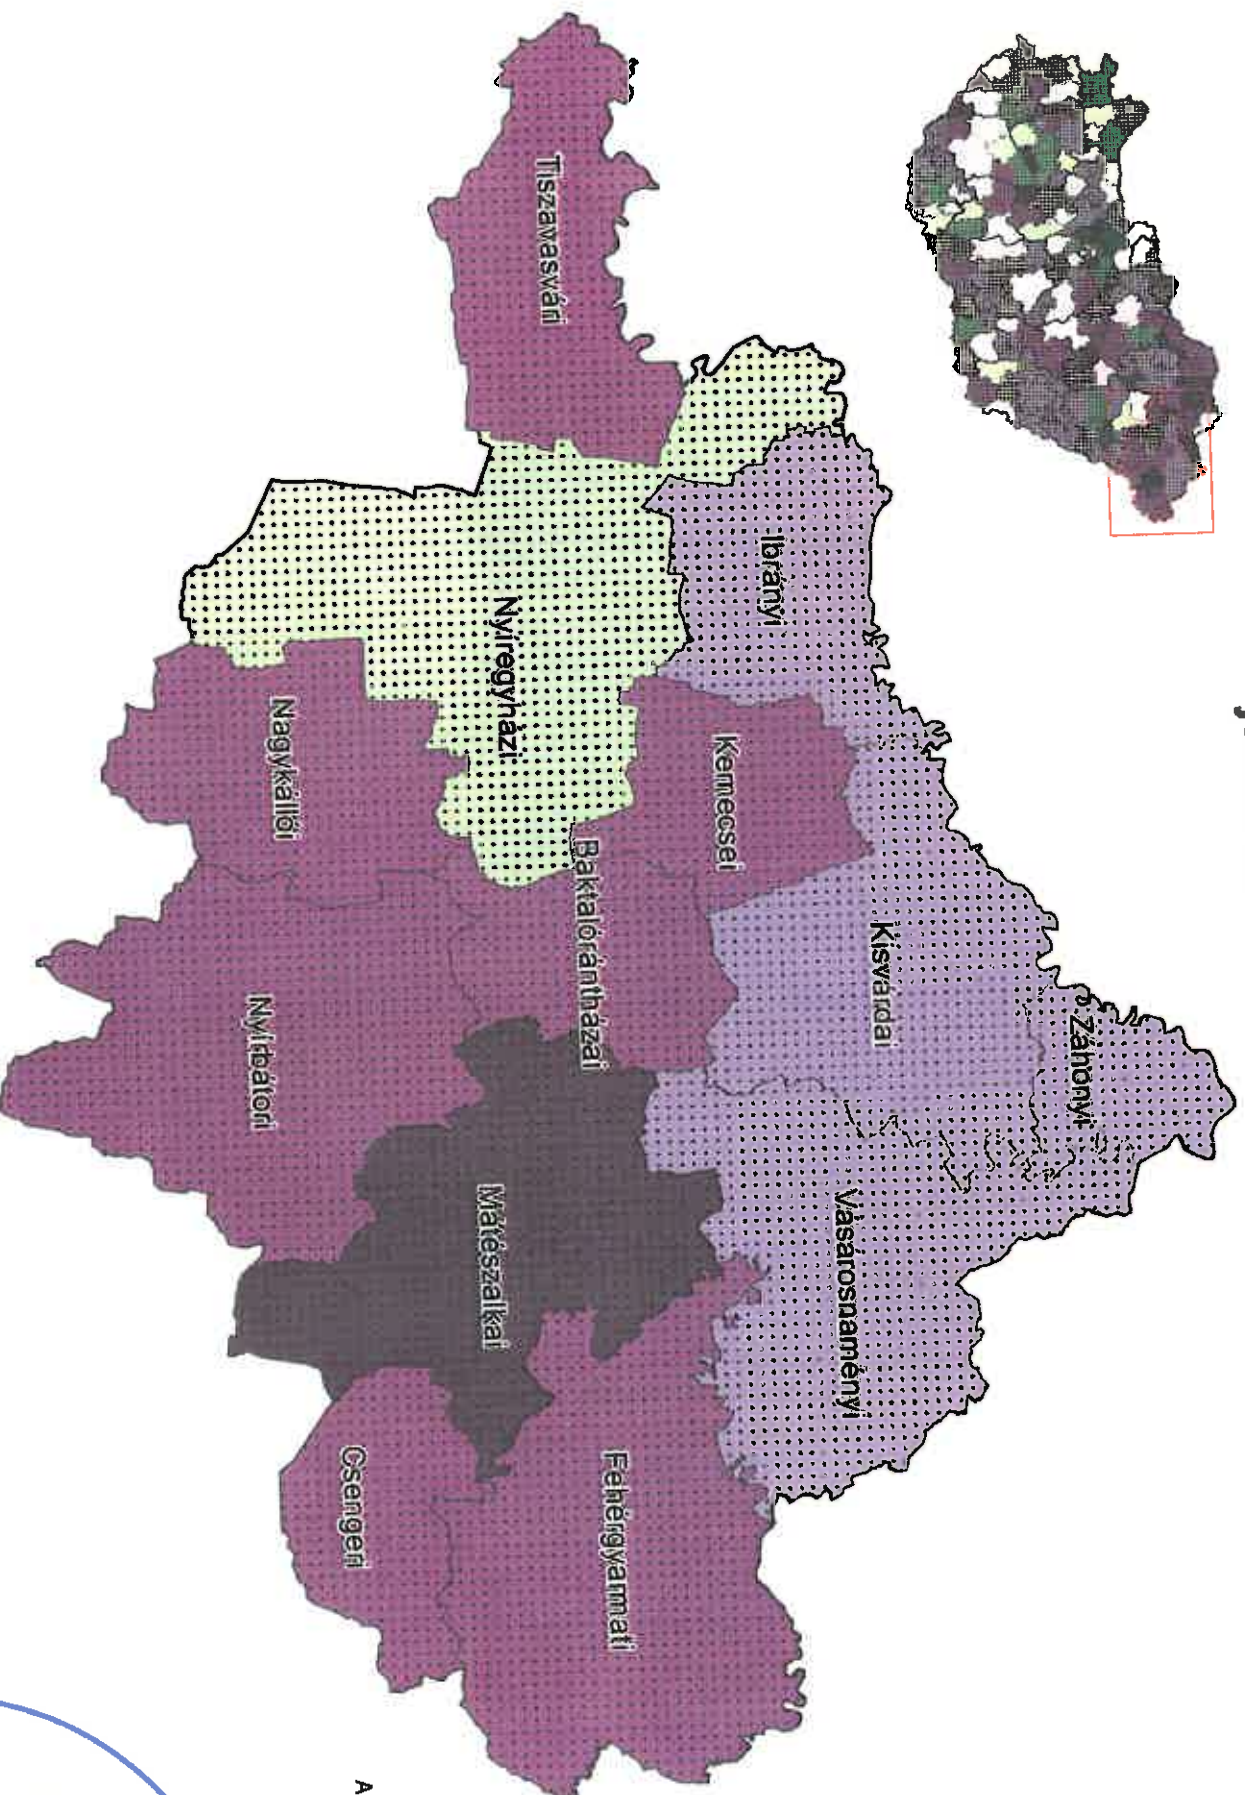 Záhonyi
Kisvárdai
Vásárosnaményi
Ibrányi
Kemecsei
Baktalórántházai
Fehérgyarmati
Tiszavasvári
Nyíregyházi
Mátészalkai
Csengeri
Nagykállói
Nyírbátori
A